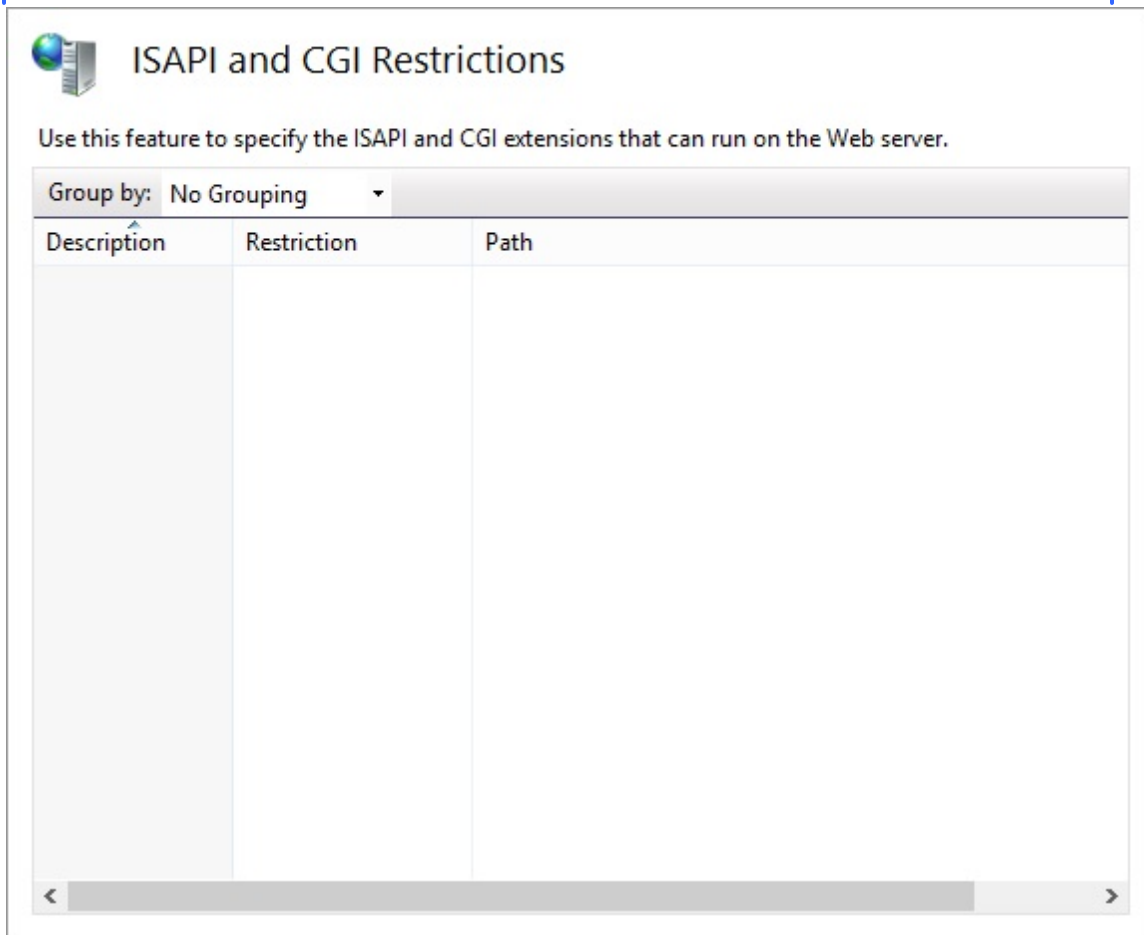 ISAPI and CGI Restrictions
Use this feature to specify the ISAPI and CGI extensions that can run on the Web server.
Group by: No Grouping
Description Restriction Path